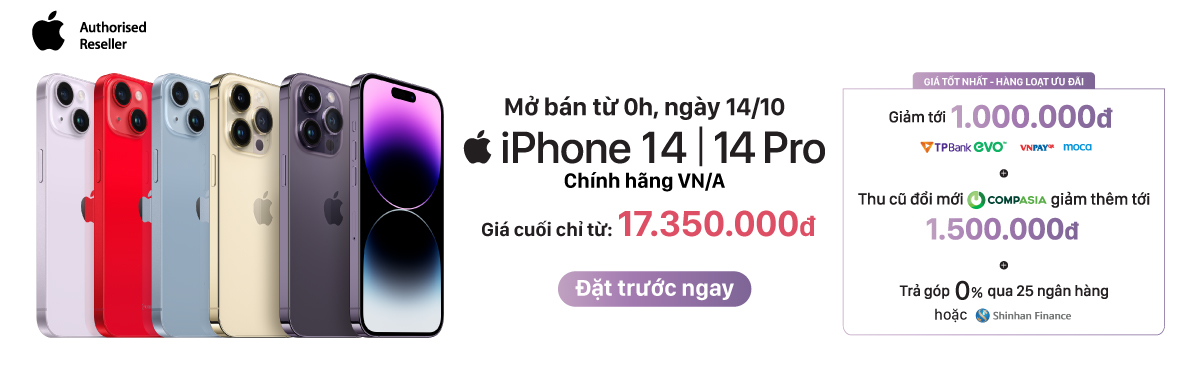 Authorised
Reseller
Mở bán từ 0h, ngày 14/10
iPhone 14 | 14 Pro
Chính hãng VN/A
Giá cuối chỉ từ: 17.350.000đ
Đặt trước ngay
GIÁ TỐT NHẤT - HÀNG LOẠT ƯU ĐÃI
Giảm tới 1.000.000đ
TPBank evo VNPAY QR moca
+
Thu cũ đổi mới COMPASIA giảm thêm tới
1.500.000đ
+
Trả góp 0% qua 25 ngân hàng
hoặc Shinhan Finance